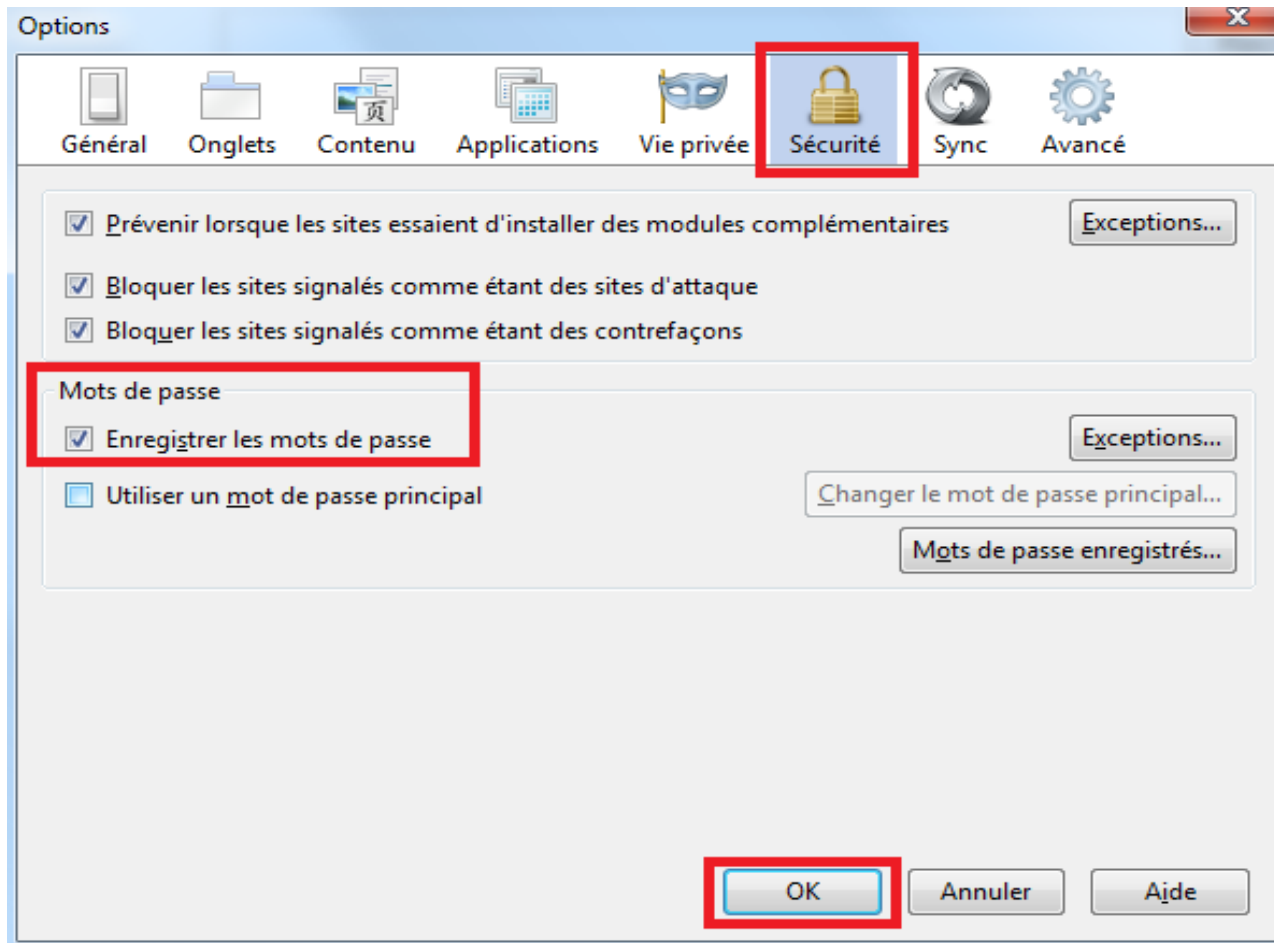 Options
x
Général Onglets Contenu Applications Vie privée Sécurité Sync Avancé
页
Prévenir lorsque les sites essaient d'installer des modules complémentaires Exceptions...
Bloquer les sites signalés comme étant des sites d'attaque
Bloquer les sites signalés comme étant des contrefaçons
Mots de passe
Enregistrer les mots de passe Exceptions...
Utiliser un mot de passe principal Changer le mot de passe principal...
Mots de passe enregistrés...
OK Annuler Aide